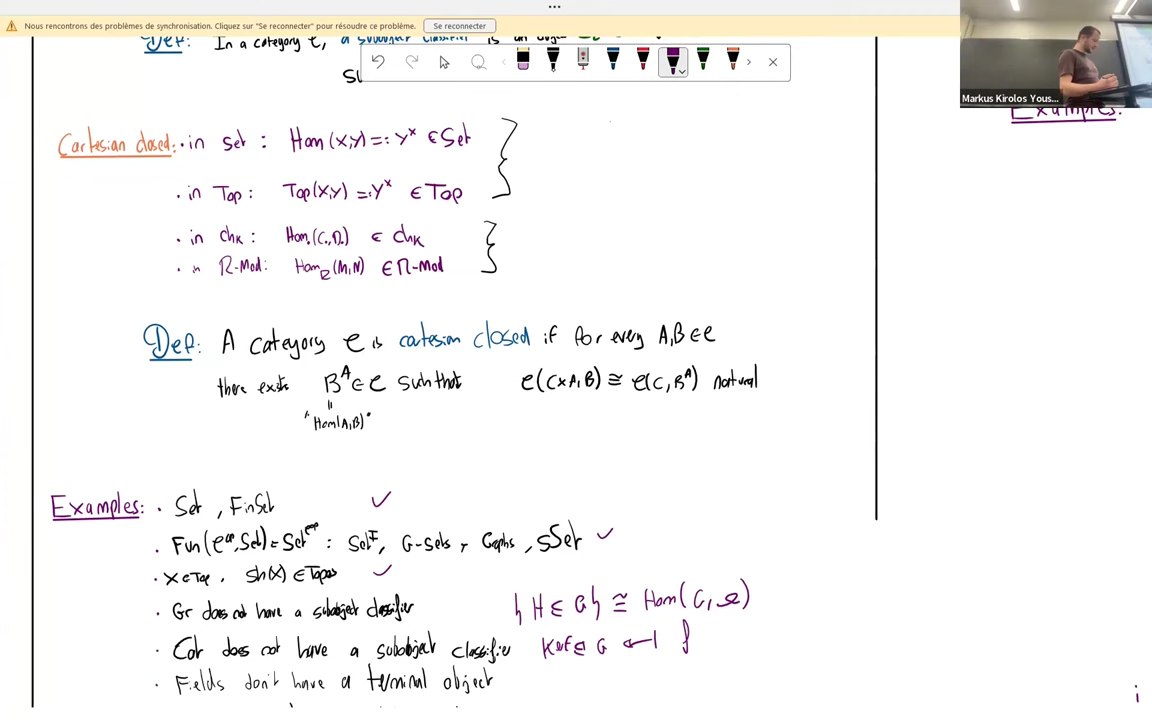 Nous rencontrons des problèmes de synchronisation. Cliquez sur "Se reconnecter" pour résoudre ce problème. Se reconnecter
Def: In a category C, a subobject classifier is an
Markus Kirolos Yous...
Examples:
Cartesian closed: · in Set : Hom(X,Y) =: Y^X ∈ Set
· in Top : Top(X,Y) =: Y^X ∈ Top
· in Ch_K : Hom.(C.,D.) ∈ Ch_K
· in R-Mod: Hom_R(M,N) ∈ R-Mod
Def: A category C is cartesian closed if for every A,B ∈ C
there exists B^A ∈ C such that C(C×A,B) ≅ C(C,B^A) natural
"Hom(A,B)"
Examples: · Set , FinSet ✓
· Fun(C^op,Set) = Set^C^op : Set^I, G-sets, Graphs, sSet ✓
· X ∈ Top, Sh(X) ∈ Topos ✓
· Gr does not have a subobject classifier {H ≤ G} ≅ Hom(G,Ω)
· Cat does not have a subobject classifier Ker f ⊴ G ↤ f
· Fields don't have a terminal object